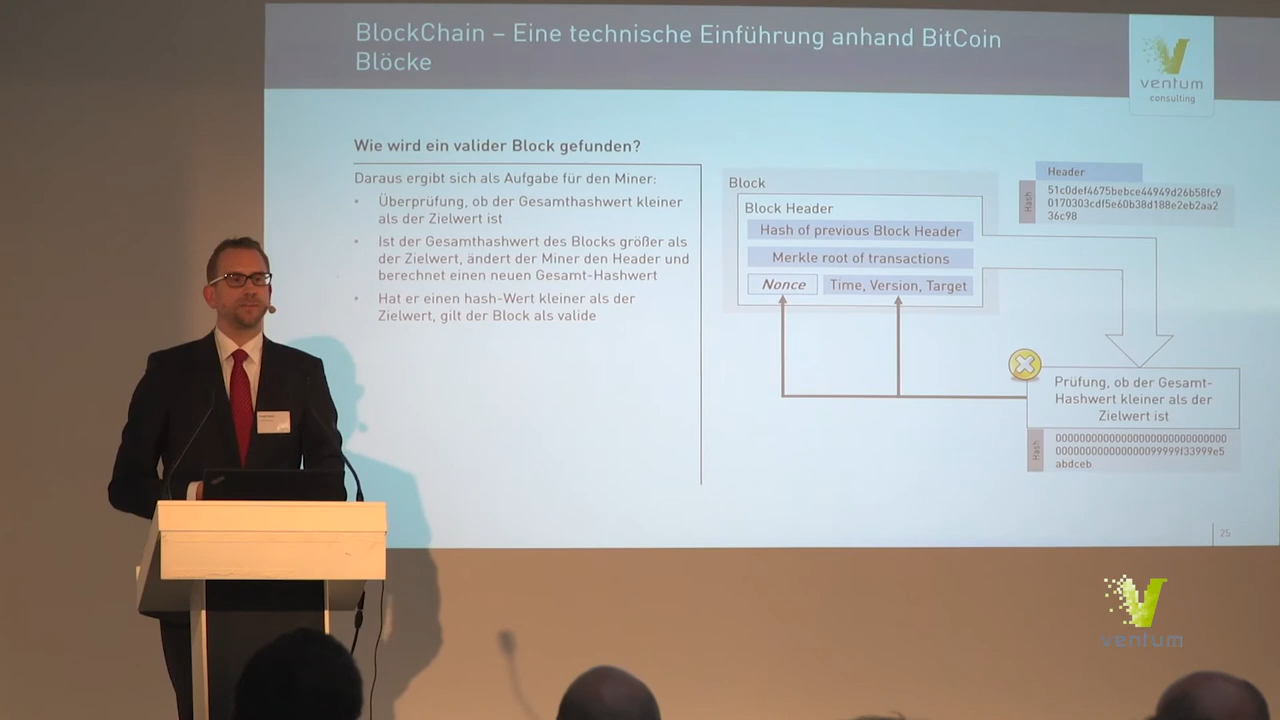 BlockChain – Eine technische Einführung anhand BitCoin
Blöcke
ventum
consulting
Wie wird ein valider Block gefunden?
Daraus ergibt sich als Aufgabe für den Miner:
• Überprüfung, ob der Gesamthashwert kleiner
als der Zielwert ist
• Ist der Gesamthashwert des Blocks größer als
der Zielwert, ändert der Miner den Header und
berechnet einen neuen Gesamt-Hashwert
• Hat er einen hash-Wert kleiner als der
Zielwert, gilt der Block als valide
Block
Block Header
Hash of previous Block Header
Merkle root of transactions
Nonce
Time, Version, Target
Header
Hash
51c0def4675bebce44949d26b58fc9
0170303cdf5e60b38d188e2eb2aa2
36c98
Prüfung, ob der Gesamt-
Hashwert kleiner als der
Zielwert ist
Hash
abdceb
25
ventum